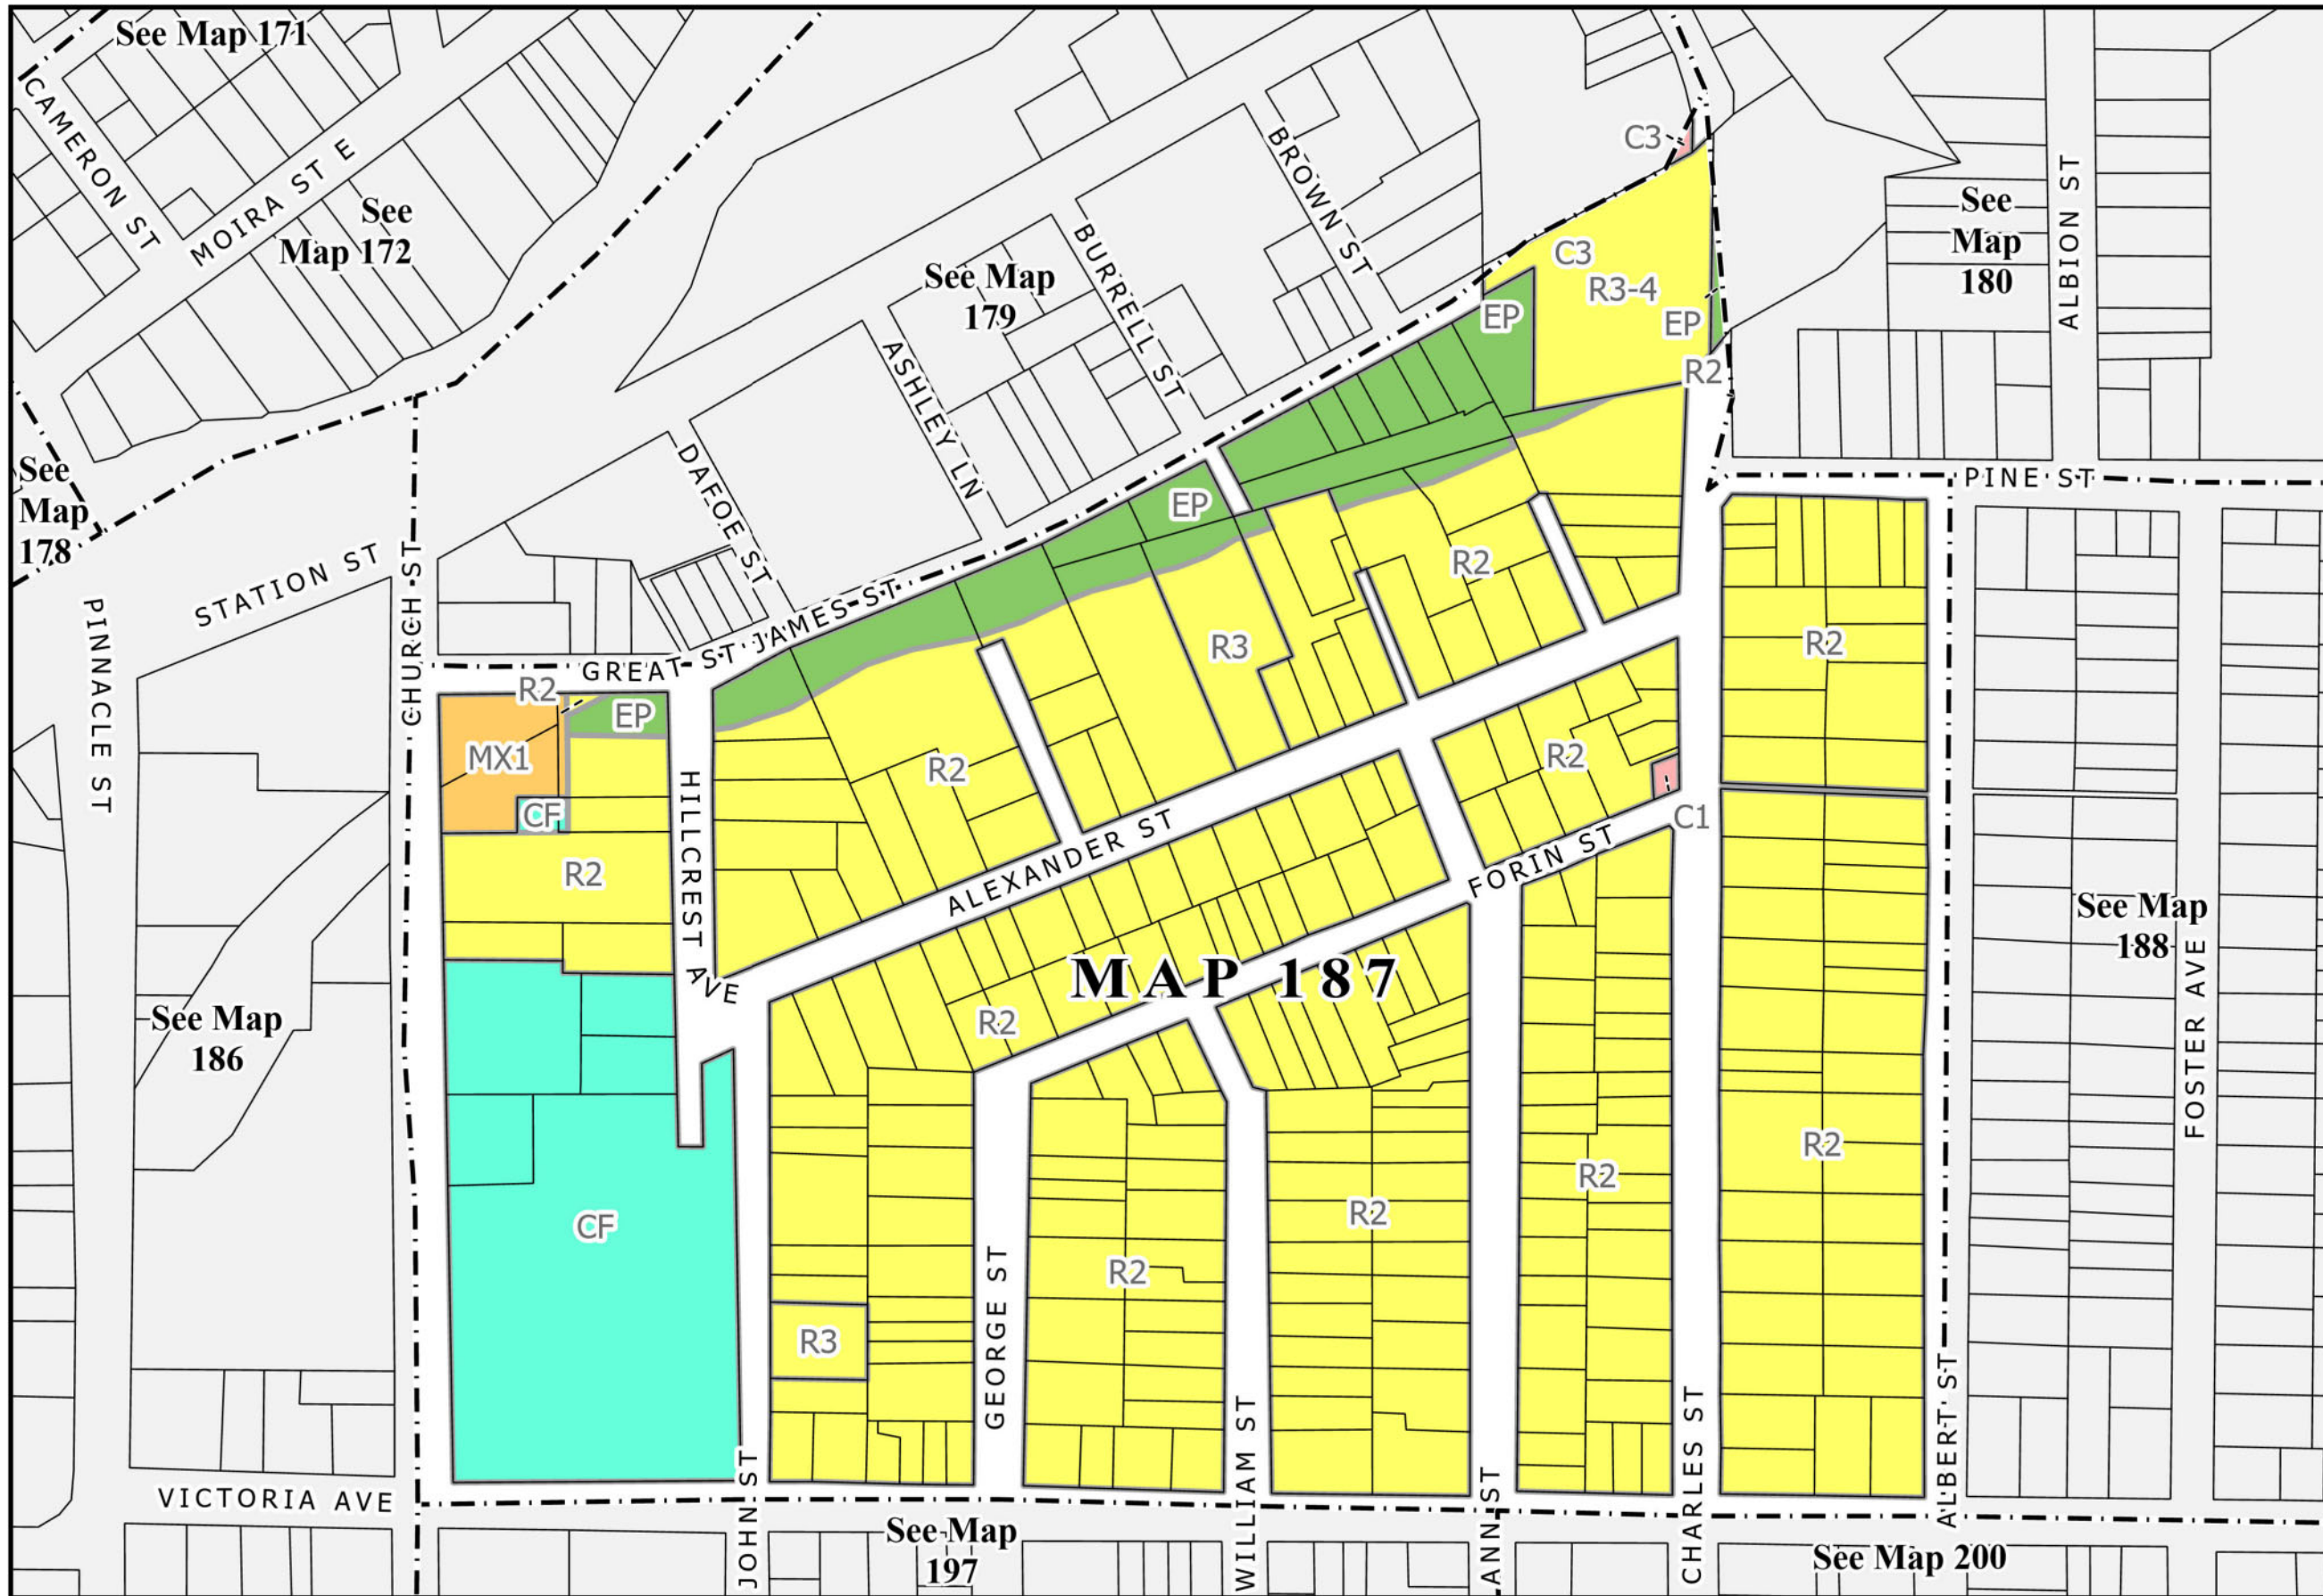 See Map 171
CAMERON ST
MOIRA ST E
See
Map 172
BROWN ST
C3
ALBION ST
See
Map
180
BURRELL ST
See Map
179
C3
R3-4
EP
EP
R2
ASHLEY LN
DAFOE ST
See
Map
178
PINE ST
EP
STATION ST
CHURCH ST
PINNACLE ST
GREAT ST JAMES ST
R2
R3
R2
R2
EP
MX1
R2
R2
CF
C1
HILLCREST AVE
ALEXANDER ST
FORIN ST
R2
See Map
188
FOSTER AVE
MAP 187
See Map
186
R2
R2
R2
R2
CF
R2
R3
GEORGE ST
JOHN ST
WILLIAM ST
ANN ST
CHARLES ST
ALBERT ST
VICTORIA AVE
See Map
197
See Map 200